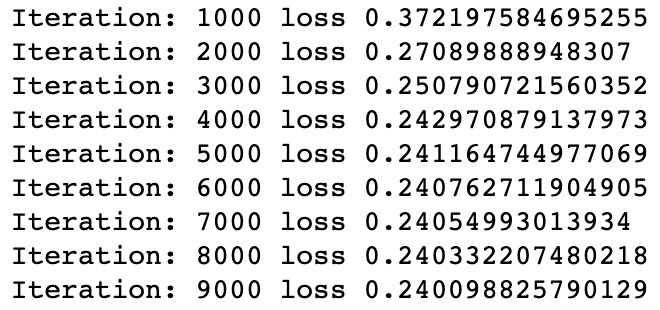 Iteration: 1000 loss 0.372197584695255
Iteration: 2000 loss 0.27089888948307
Iteration: 3000 loss 0.250790721560352
Iteration: 4000 loss 0.242970879137973
Iteration: 5000 loss 0.241164744977069
Iteration: 6000 loss 0.240762711904905
Iteration: 7000 loss 0.24054993013934
Iteration: 8000 loss 0.240332207480218
Iteration: 9000 loss 0.240098825790129